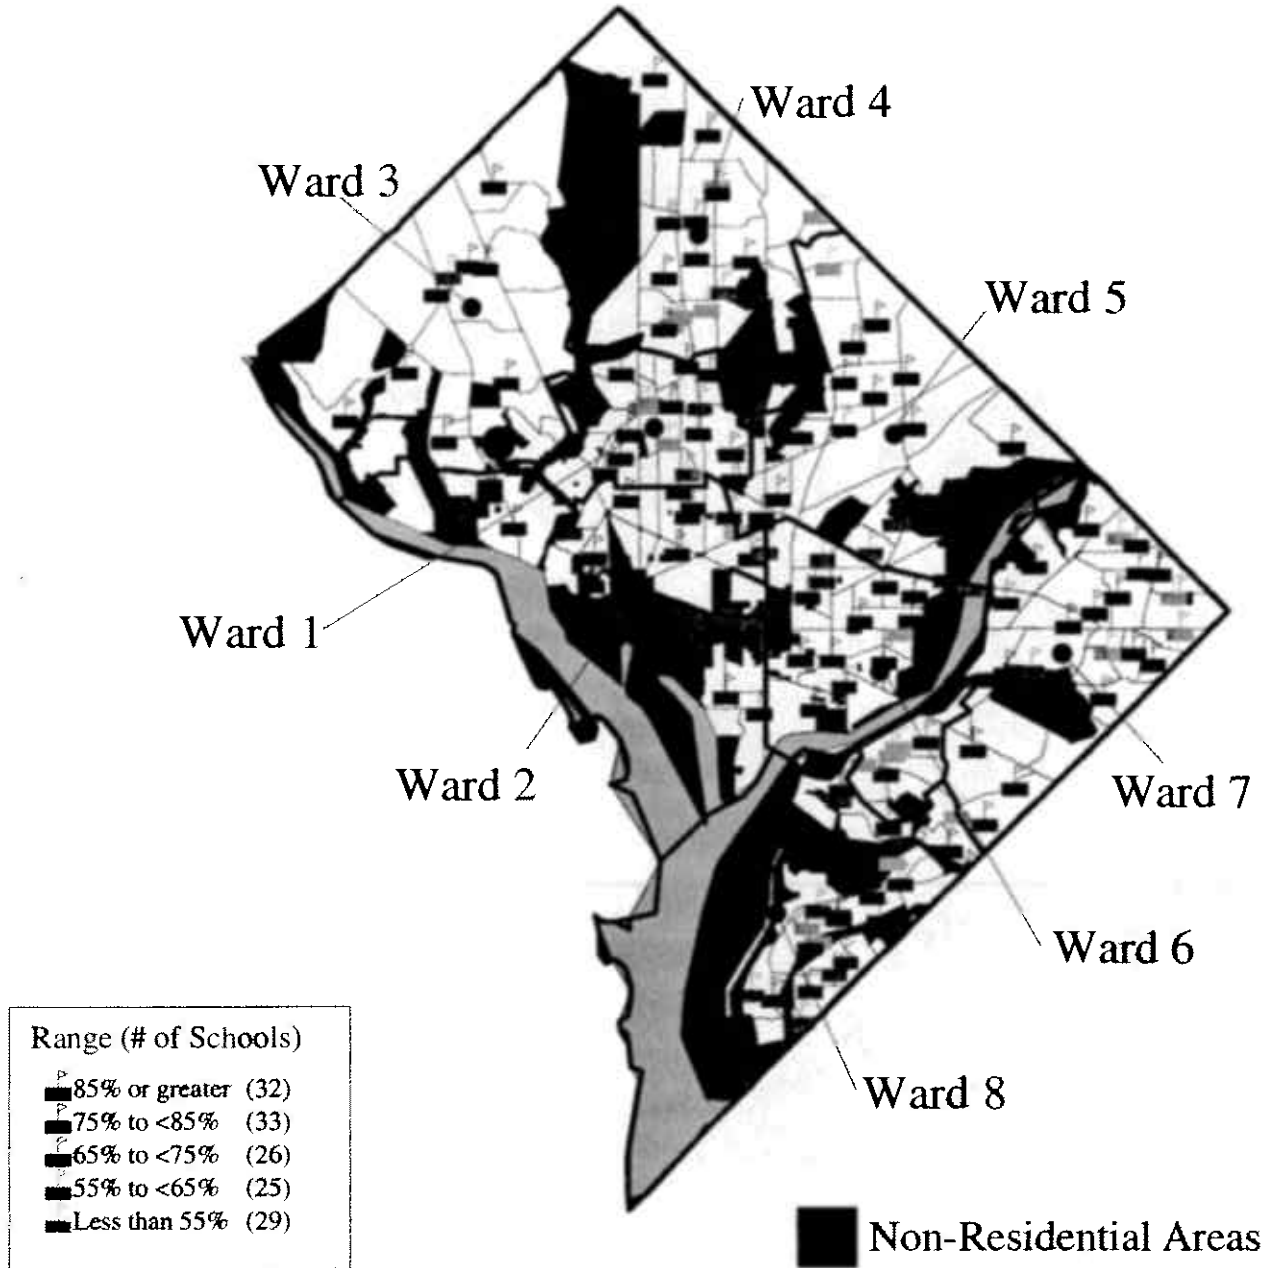 Ward 4
Ward 3
Ward 5
Ward 1
Ward 2
Ward 7
Ward 6
Ward 8
Range (# of Schools)
85% or greater (32)
75% to <85% (33)
65% to <75% (26)
55% to <65% (25)
Less than 55% (29)
Non-Residential Areas